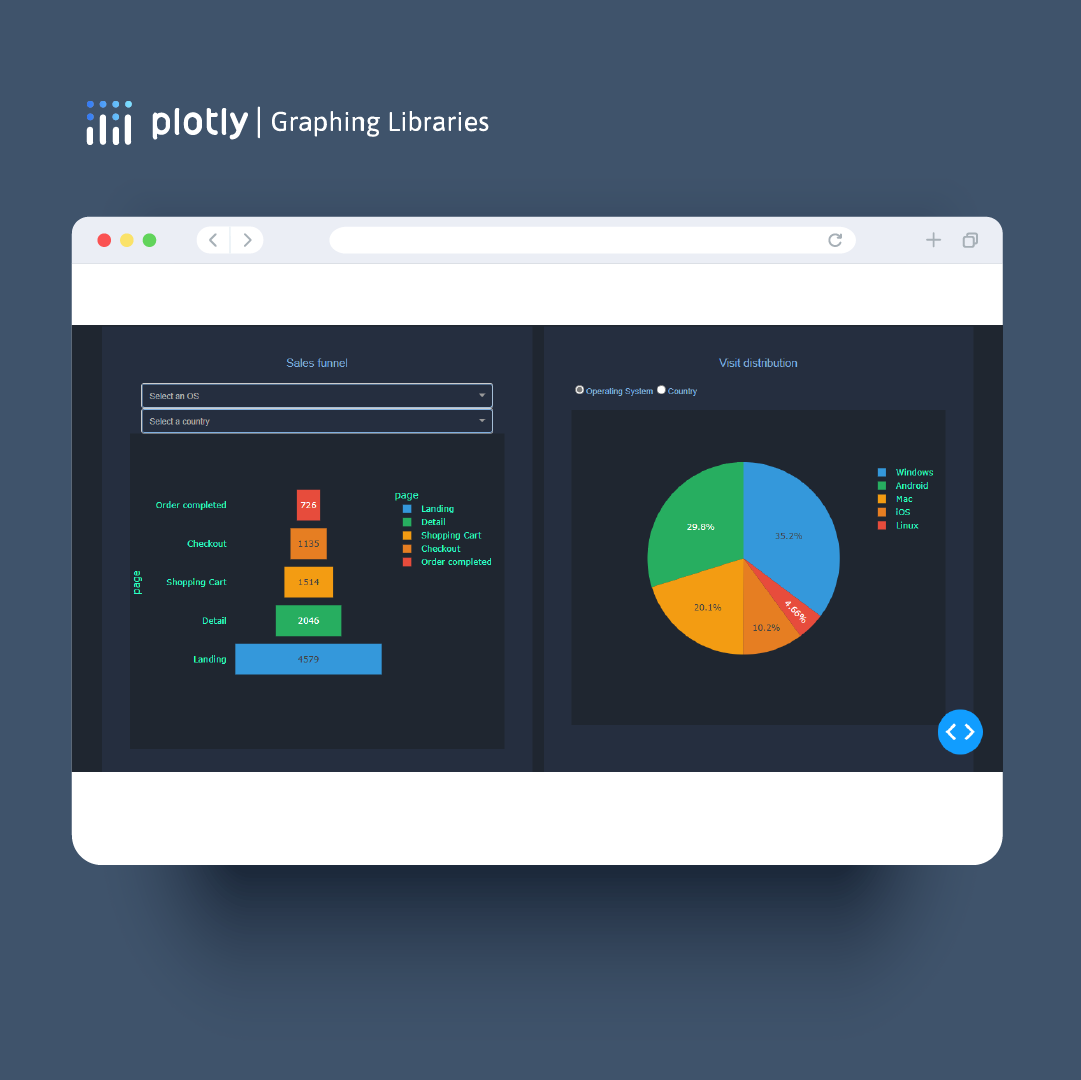 plotly | Graphing Libraries
Sales funnel
Select an OS
Select a country
Order completed
726
Checkout
1135
Shopping Cart
1514
Detail
2046
Landing
4579
page
page
Landing
Detail
Shopping Cart
Checkout
Order completed
Visit distribution
Operating System Country
29.8%
35.2%
20.1%
10.2%
4.66%
Windows
Android
Mac
iOS
Linux